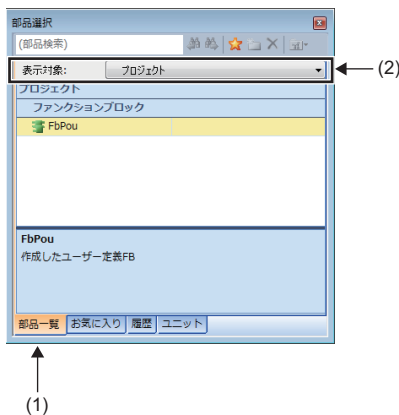 部品選択
(部品検索)
表示対象: プロジェクト
(2)
プロジェクト
ファンクションブロック
FbPou
FbPou
作成したユーザー定義FB
部品一覧 お気に入り 履歴 ユニット
(1)